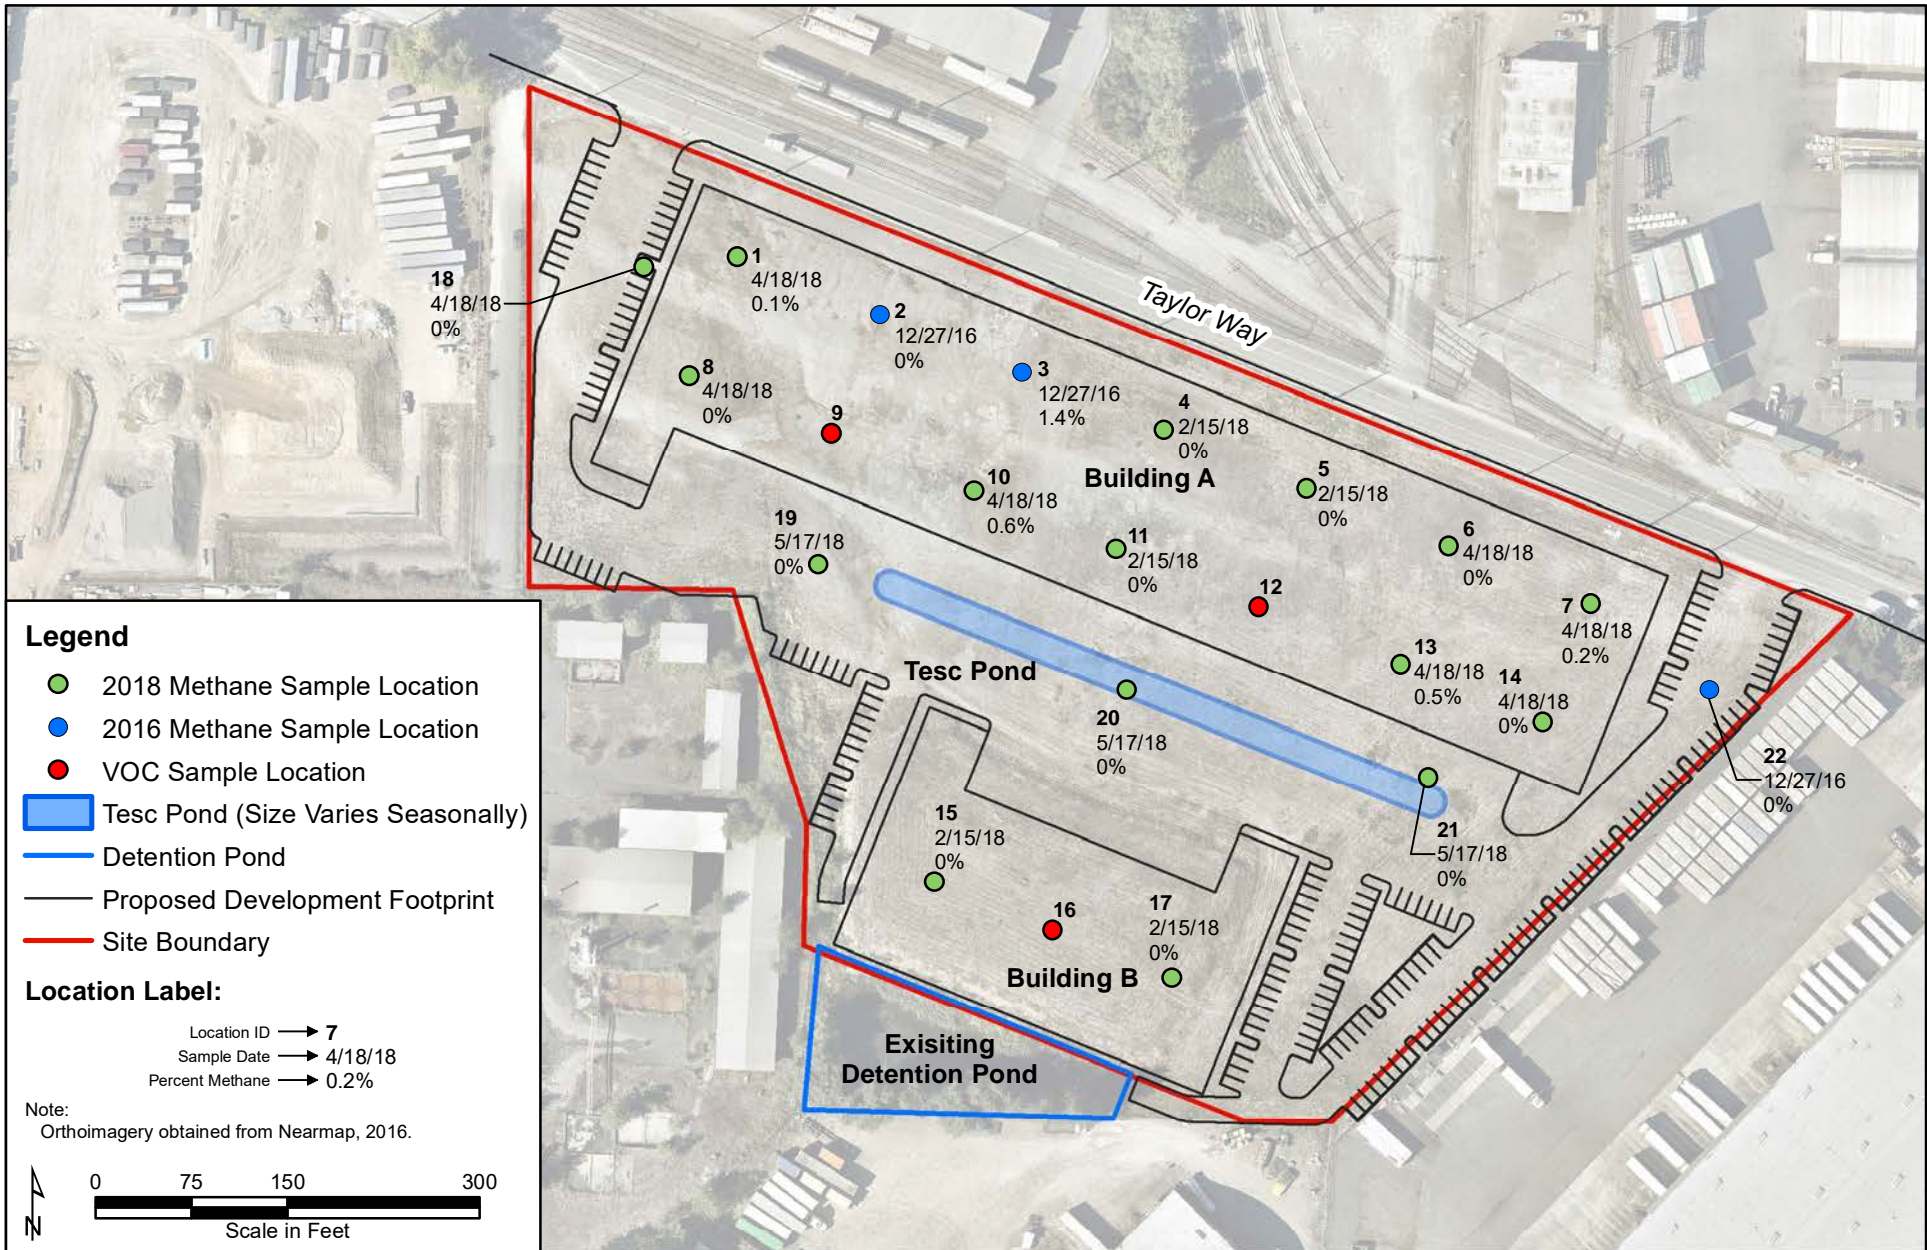 Taylor Way
18
4/18/18
0%
1
4/18/18
0.1%
2
12/27/16
0%
3
12/27/16
1.4%
4
2/15/18
0%
5
2/15/18
0%
6
4/18/18
0%
7
4/18/18
0.2%
8
4/18/18
0%
9
10
4/18/18
0.6%
Building A
11
2/15/18
0%
12
13
4/18/18
0.5%
14
4/18/18
0%
19
5/17/18
0%
Tesc Pond
20
5/17/18
0%
21
5/17/18
0%
22
12/27/16
0%
15
2/15/18
0%
16
17
2/15/18
0%
Building B
Exisiting
Detention Pond
Legend
2018 Methane Sample Location
2016 Methane Sample Location
VOC Sample Location
Tesc Pond (Size Varies Seasonally)
Detention Pond
Proposed Development Footprint
Site Boundary
Location Label:
Location ID 7
Sample Date 4/18/18
Percent Methane 0.2%
Note:
Orthoimagery obtained from Nearmap, 2016.
N
0 75 150 300
Scale in Feet